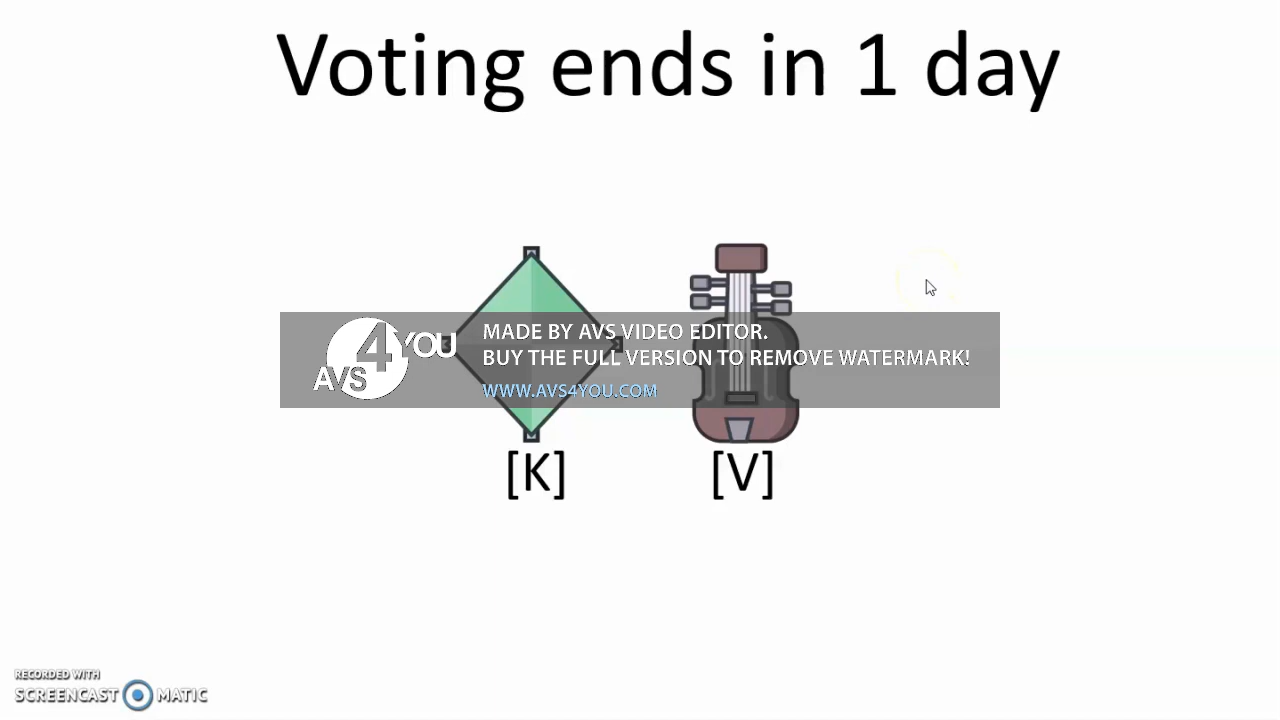 Voting ends in 1 day
AVS4YOU
MADE BY AVS VIDEO EDITOR.
BUY THE FULL VERSION TO REMOVE WATERMARK!
WWW.AVS4YOU.COM
[K] [V]
RECORDED WITH
SCREENCAST MATIC